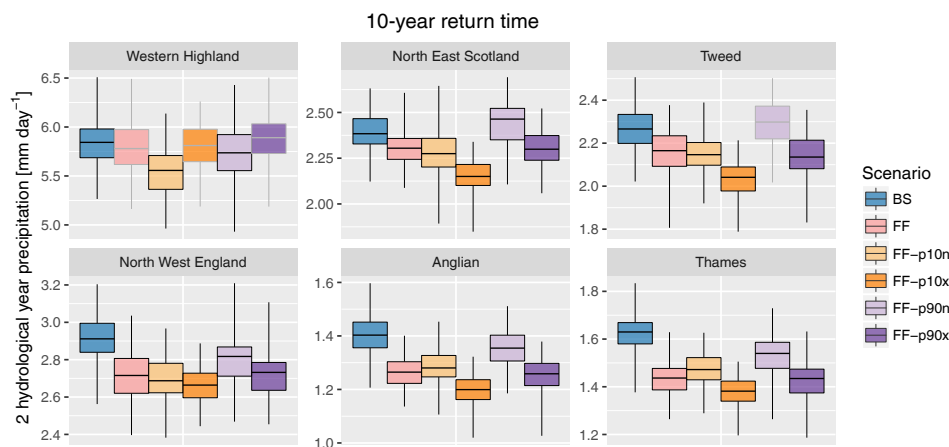 10-year return time
2 hydrological year precipitation [mm day⁻¹]
Western Highland
North East Scotland
Tweed
6.5
6.0
5.5
5.0
2.50
2.25
2.00
2.4
2.2
2.0
1.8
North West England
Anglian
Thames
3.2
3.0
2.8
2.6
2.4
1.6
1.4
1.2
1.0
1.8
1.6
1.4
1.2
Scenario
BS
FF
FF-p10n
FF-p10x
FF-p90n
FF-p90x